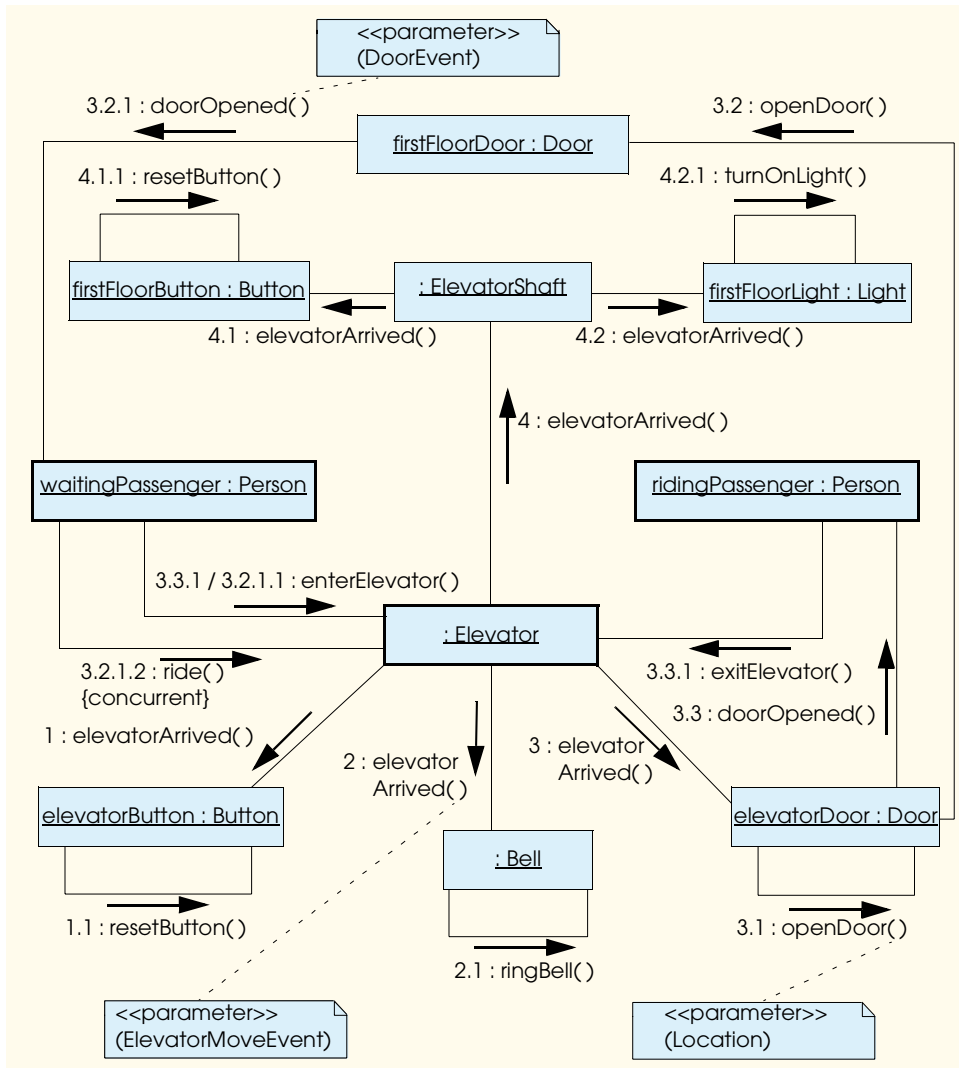 <<parameter>>
(DoorEvent)
3.2.1 : doorOpened( )
3.2 : openDoor( )
firstFloorDoor : Door
4.1.1 : resetButton( )
4.2.1 : turnOnLight( )
firstFloorButton : Button
: ElevatorShaft
firstFloorLight : Light
4.1 : elevatorArrived( )
4.2 : elevatorArrived( )
4 : elevatorArrived( )
waitingPassenger : Person
ridingPassenger : Person
3.3.1 / 3.2.1.1 : enterElevator( )
: Elevator
3.2.1.2 : ride( )
{concurrent}
3.3.1 : exitElevator( )
3.3 : doorOpened( )
1 : elevatorArrived( )
2 : elevator
Arrived( )
3 : elevator
Arrived( )
elevatorButton : Button
elevatorDoor : Door
: Bell
1.1 : resetButton( )
3.1 : openDoor( )
2.1 : ringBell( )
<<parameter>>
(ElevatorMoveEvent)
<<parameter>>
(Location)